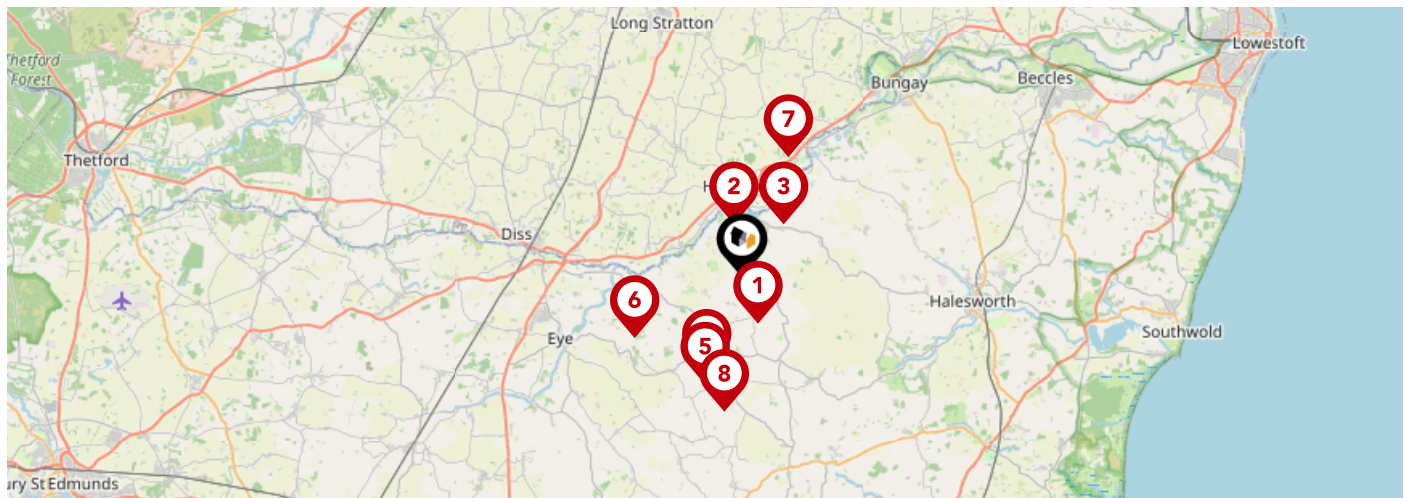 Long Stratton
Lowestoft
Thetford
Forest
Beccles
Bungay
7
Thetford
H
2
3
Diss
1
6
Halesworth
Southwold
Eye
5
8
ury St Edmunds